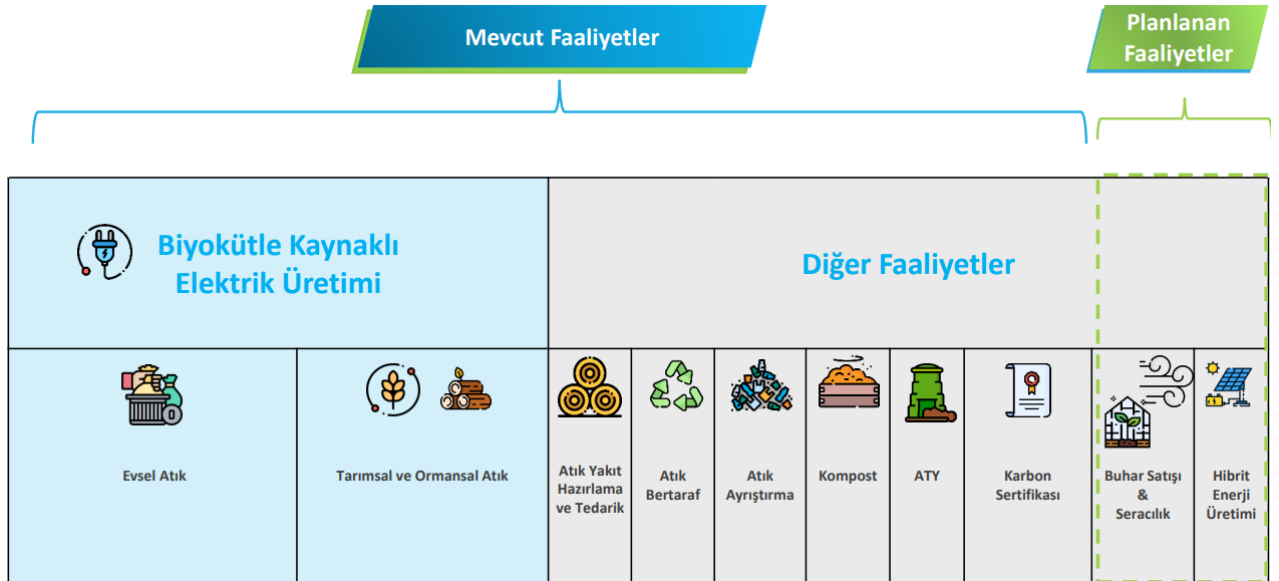 Mevcut Faaliyetler
Planlanan
Faaliyetler
Biyokütle Kaynaklı
Elektrik Üretimi
Diğer Faaliyetler
Evsel Atık
Tarımsal ve Ormansal Atık
Atık Yakıt
Hazırlama
ve Tedarik
Atık
Bertaraf
Atık
Ayrıştırma
Kompost
ATY
Karbon
Sertifikası
Buhar Satışı
&
Seracılık
Hibrit
Enerji
Üretimi